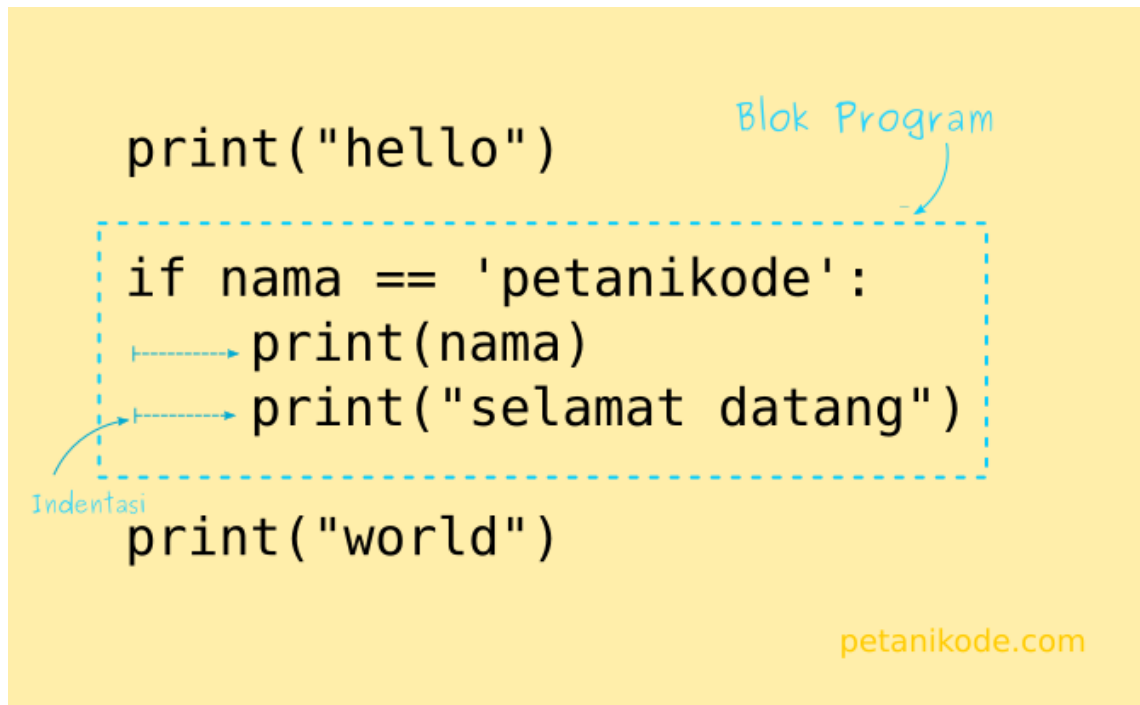 Blok Program
print("hello")
if nama == 'petanikode':
print(nama)
print("selamat datang")
Indentasi
print("world")
petanikode.com